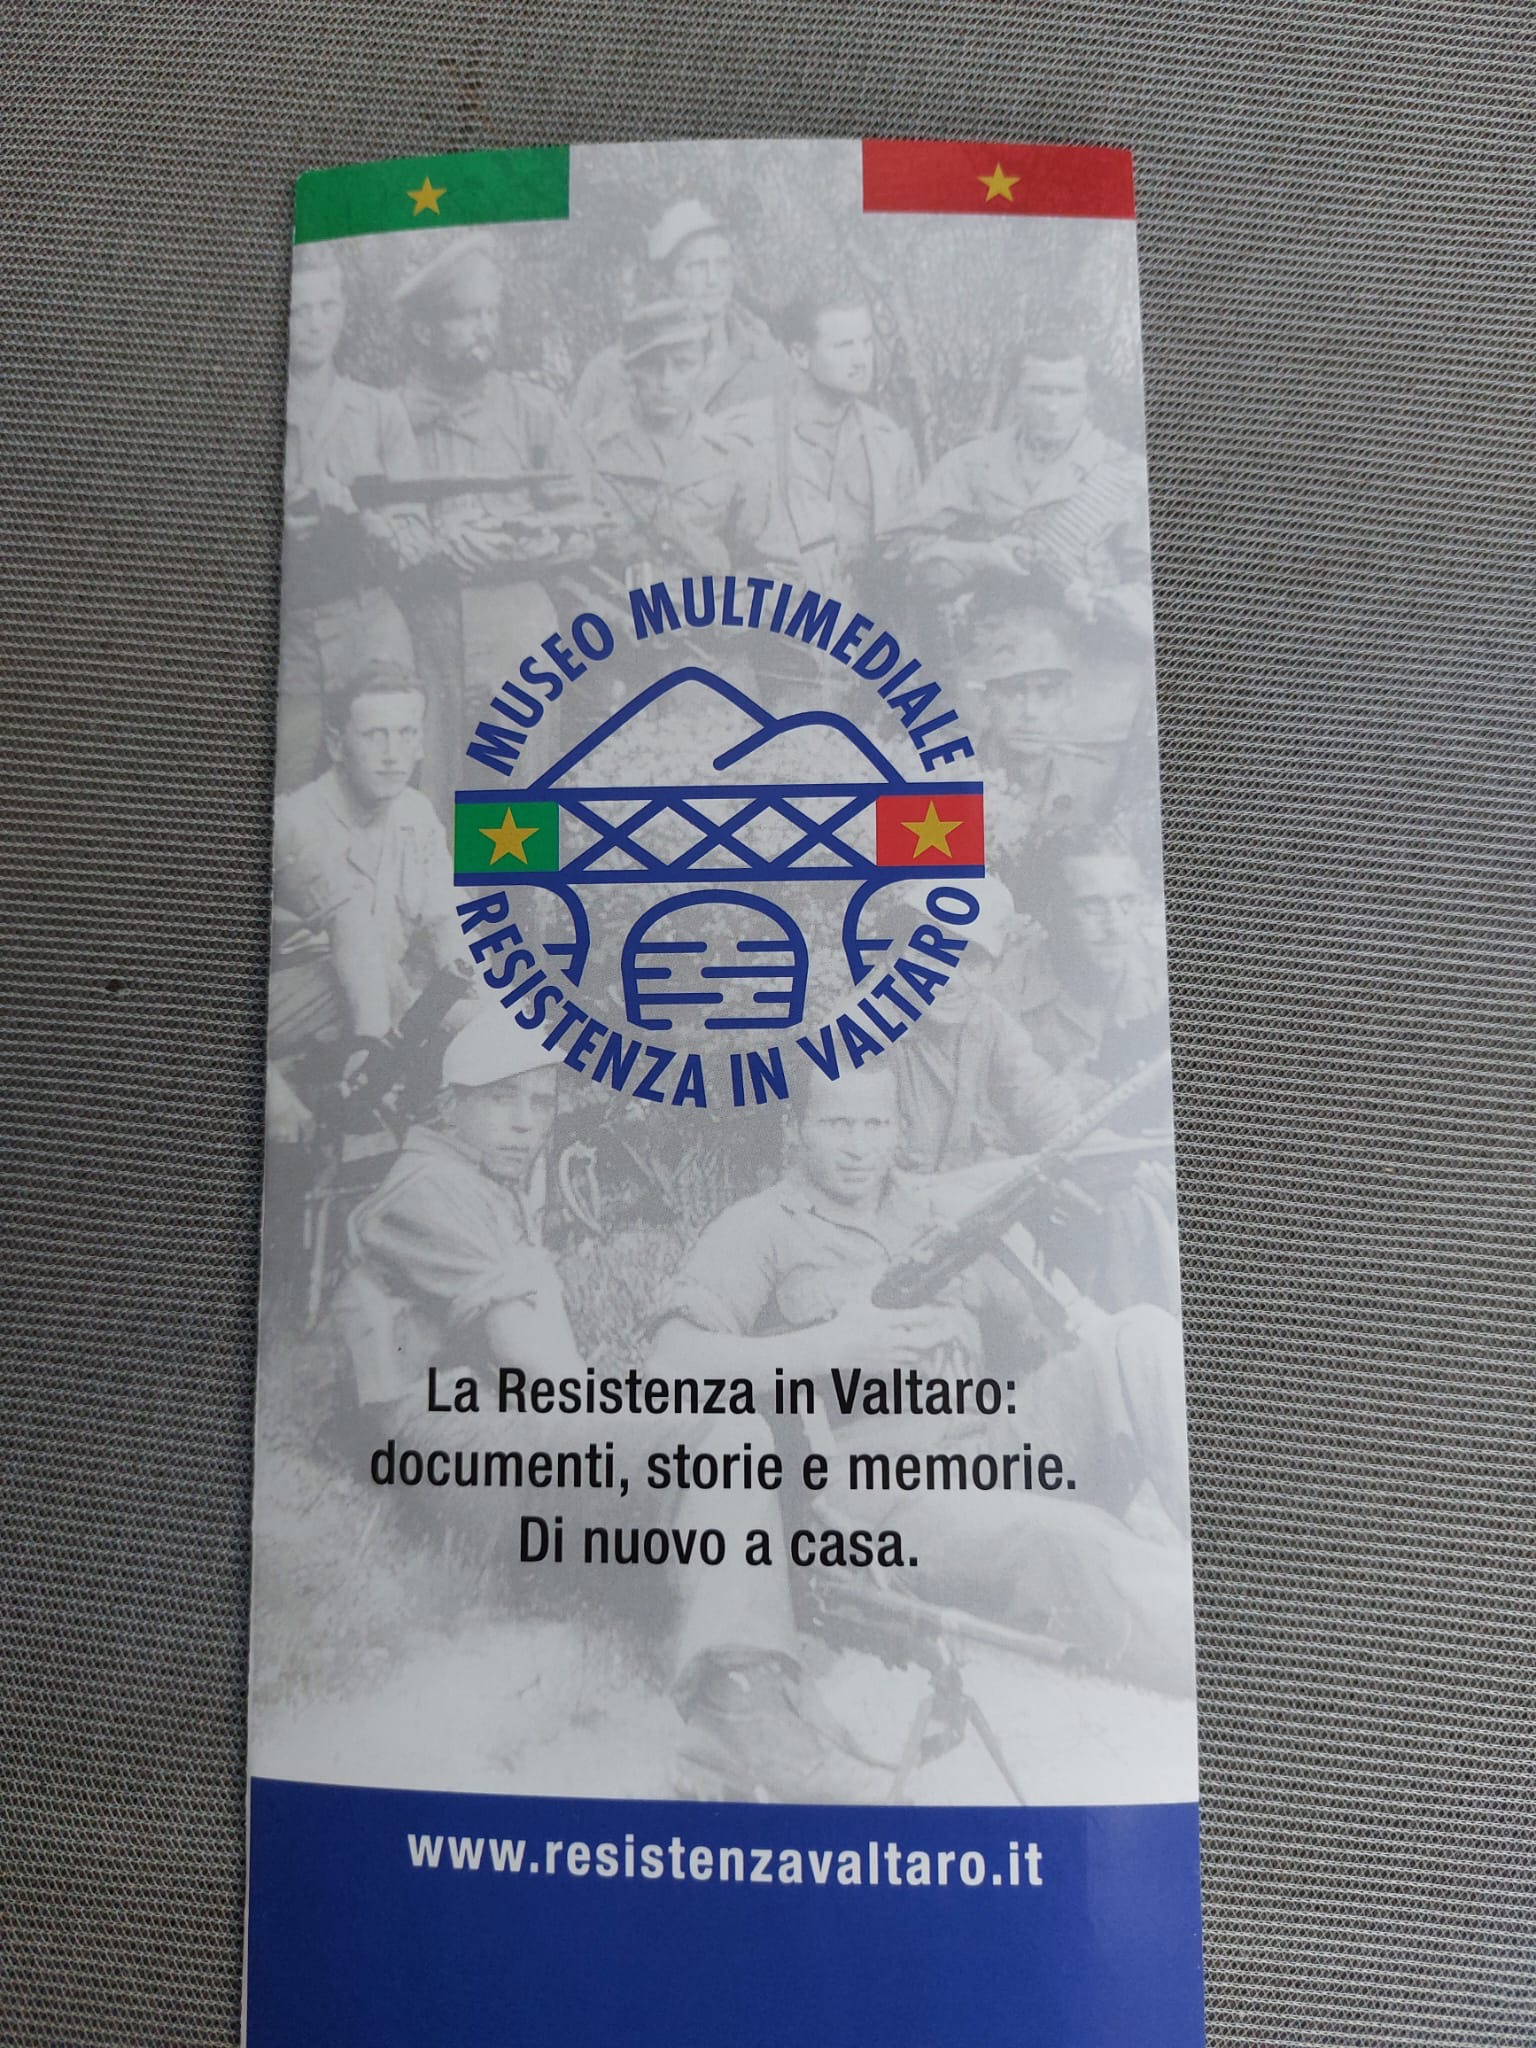 MUSEO MULTIMEDIALE
RESISTENZA IN VALTARO
La Resistenza in Valtaro:
documenti, storie e memorie.
Di nuovo a casa.
www.resistenzavaltaro.it